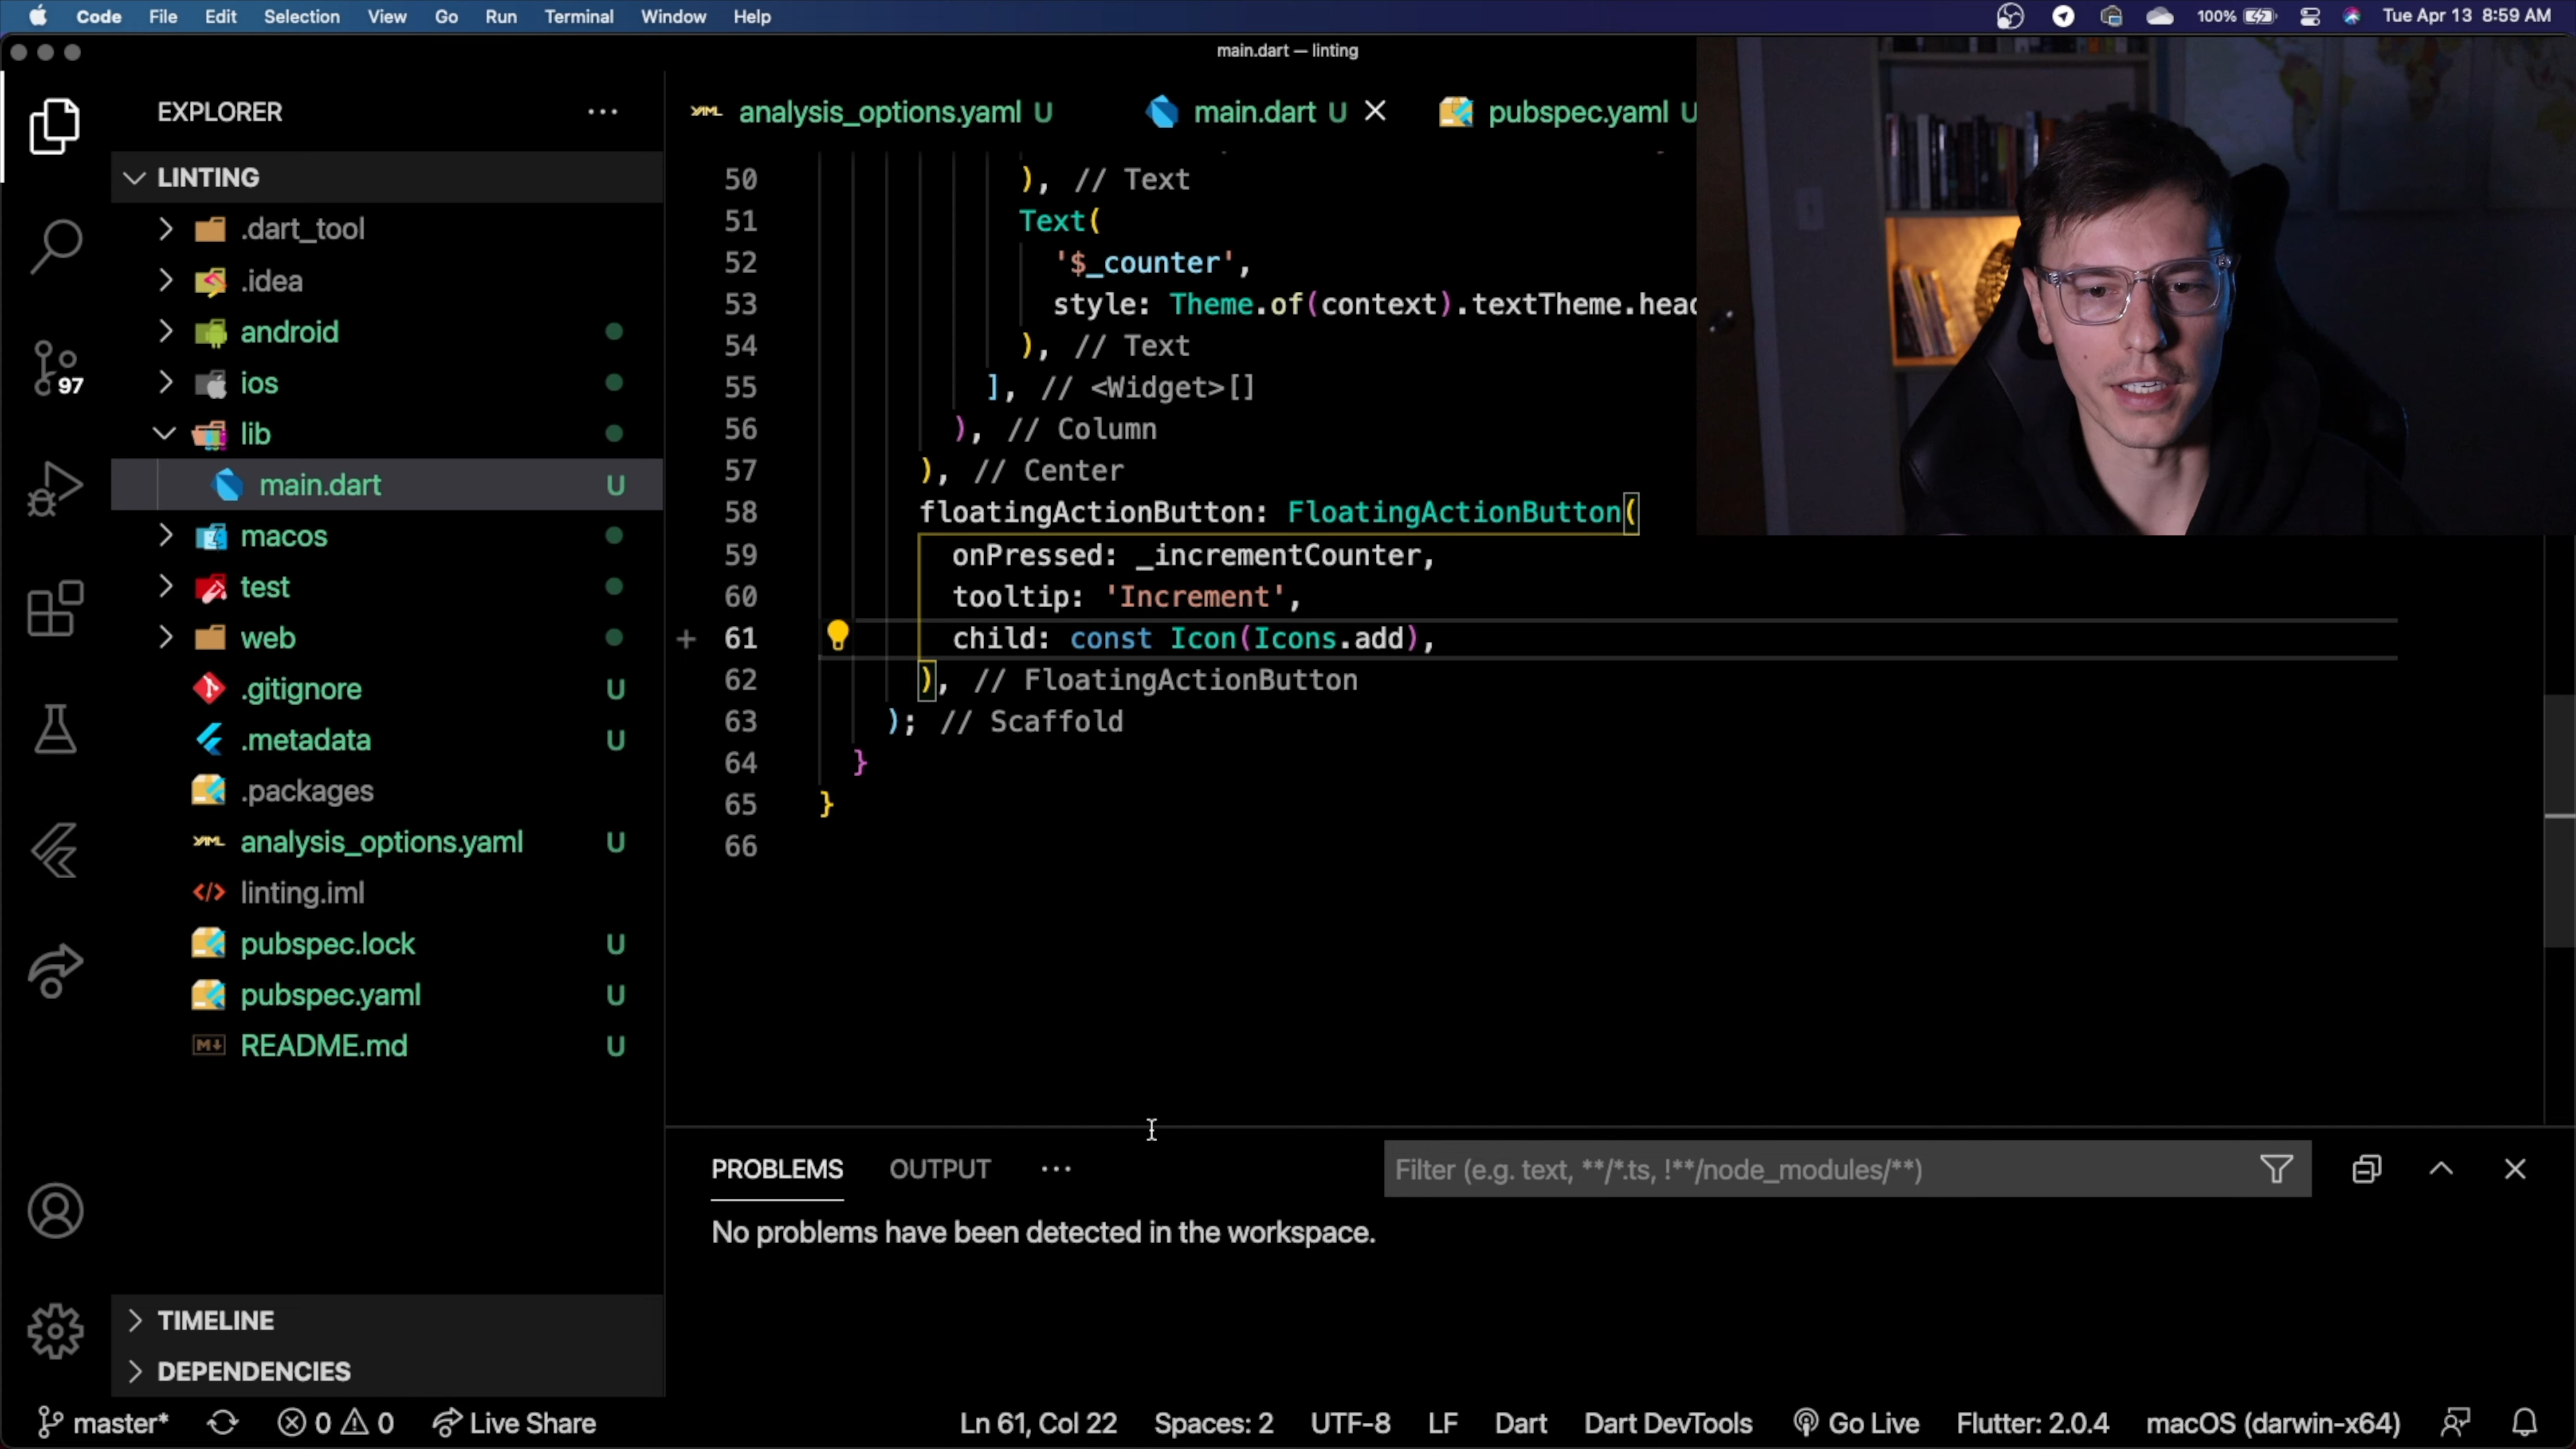 Code File Edit Selection View Go Run Terminal Window Help 100% Tue Apr 13 8:59 AM
main.dart — linting
EXPLORER ···
analysis_options.yaml U main.dart U pubspec.yaml U
LINTING
.dart_tool
.idea
android
ios
97
lib
main.dart U
macos
test
web
.gitignore U
.metadata U
.packages
analysis_options.yaml U
linting.iml
pubspec.lock U
pubspec.yaml U
README.md U
TIMELINE
DEPENDENCIES
50 ), // Text
51 Text(
52 '$_counter',
53 style: Theme.of(context).textTheme.head
54 ), // Text
55 ], // <Widget>[]
56 ), // Column
57 ), // Center
58 floatingActionButton: FloatingActionButton(
59 onPressed: _incrementCounter,
60 tooltip: 'Increment',
+ 61 child: const Icon(Icons.add),
62 ), // FloatingActionButton
63 ); // Scaffold
64 }
65 }
66
PROBLEMS OUTPUT ··· Filter (e.g. text, **/*.ts, !**/node_modules/**)
No problems have been detected in the workspace.
master* 0 0 Live Share Ln 61, Col 22 Spaces: 2 UTF-8 LF Dart Dart DevTools Go Live Flutter: 2.0.4 macOS (darwin-x64)